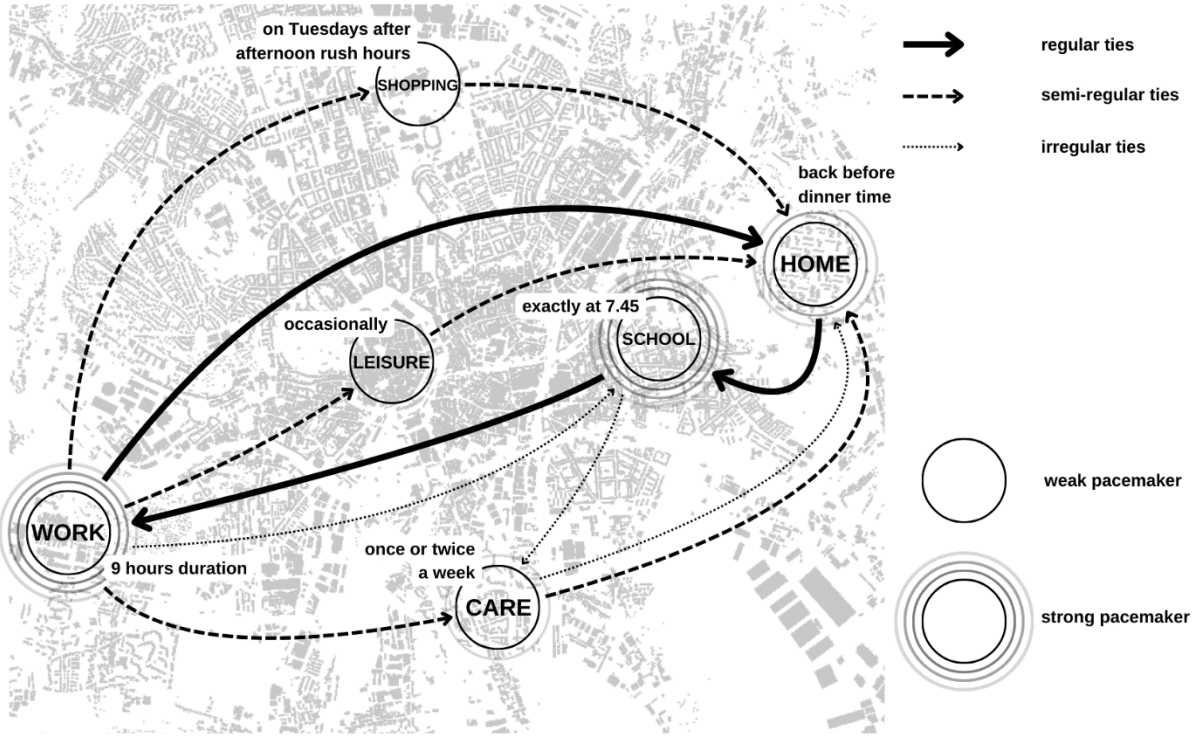 on Tuesdays after
afternoon rush hours
SHOPPING
regular ties
semi-regular ties
irregular ties
back before
dinner time
HOME
exactly at 7.45
SCHOOL
occasionally
LEISURE
WORK
9 hours duration
once or twice
a week
CARE
weak pacemaker
strong pacemaker